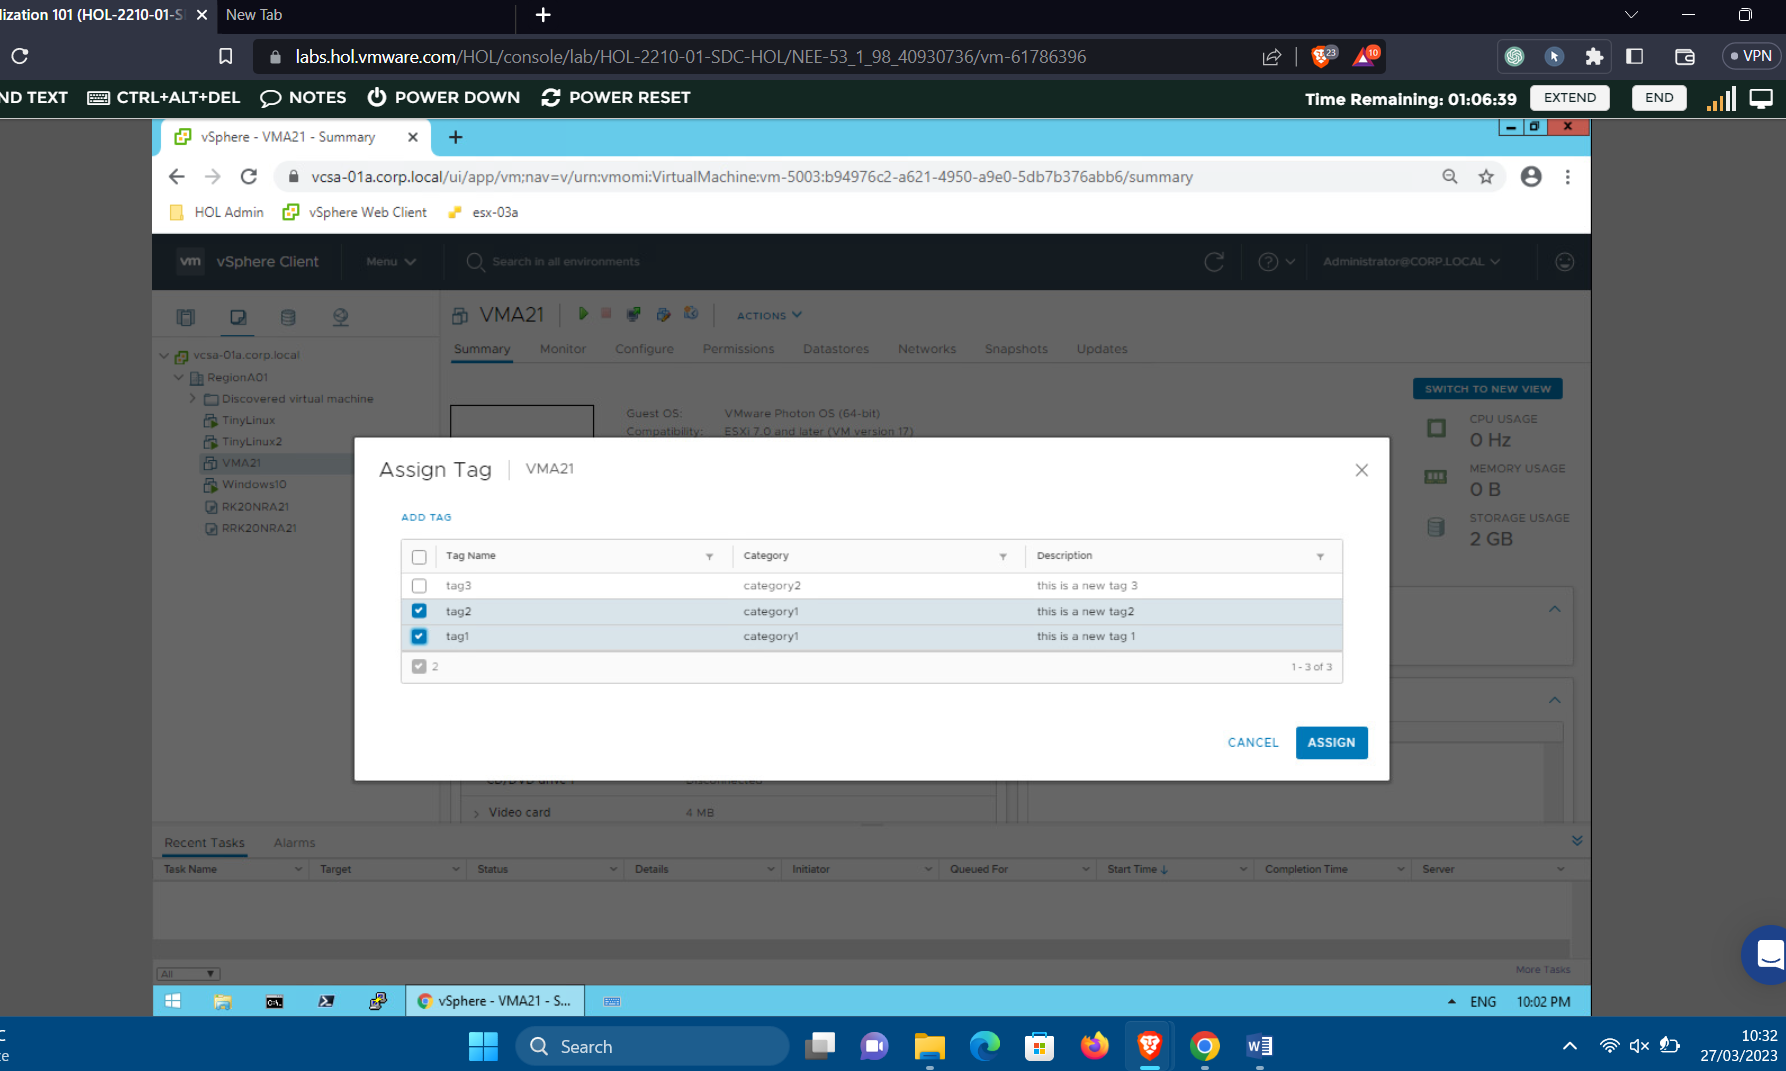 lization 101 (HOL-2210-01-S
New Tab
labs.hol.vmware.com/HOL/console/lab/HOL-2210-01-SDC-HOL/NEE-53_1_98_40930736/vm-61786396
23
10
VPN
ND TEXT
CTRL+ALT+DEL
NOTES
POWER DOWN
POWER RESET
Time Remaining: 01:06:39
EXTEND
END
vSphere - VMA21 - Summary
vcsa-01a.corp.local/ui/app/vm;nav=v/urn:vmomi:VirtualMachine:vm-5003:b94976c2-a621-4950-a9e0-5db7b376abb6/summary
HOL Admin
vSphere Web Client
esx-03a
vm
vSphere Client
Menu
Search in all environments
Administrator@CORP.LOCAL
VMA21
ACTIONS
Summary
Monitor
Configure
Permissions
Datastores
Networks
Snapshots
Updates
vcsa-01a.corp.local
RegionA01
Discovered virtual machine
TinyLinux
TinyLinux2
VMA21
Windows10
RK20NRA21
RRK20NRA21
Guest OS: VMware Photon OS (64-bit)
Compatibility: ESXi 7.0 and later (VM version 17)
SWITCH TO NEW VIEW
CPU USAGE
0 Hz
MEMORY USAGE
0 B
STORAGE USAGE
2 GB
Assign Tag
VMA21
ADD TAG
Tag Name Category Description
tag3 category2 this is a new tag 3
tag2 category1 this is a new tag2
tag1 category1 this is a new tag 1
2
1 - 3 of 3
CANCEL
ASSIGN
CD/DVD drive 1 Disconnected
Video card 4 MB
Recent Tasks
Alarms
Task Name Target Status Details Initiator Queued For Start Time Completion Time Server
All
More Tasks
vSphere - VMA21 - S...
ENG
10:02 PM
Search
10:32
27/03/2023